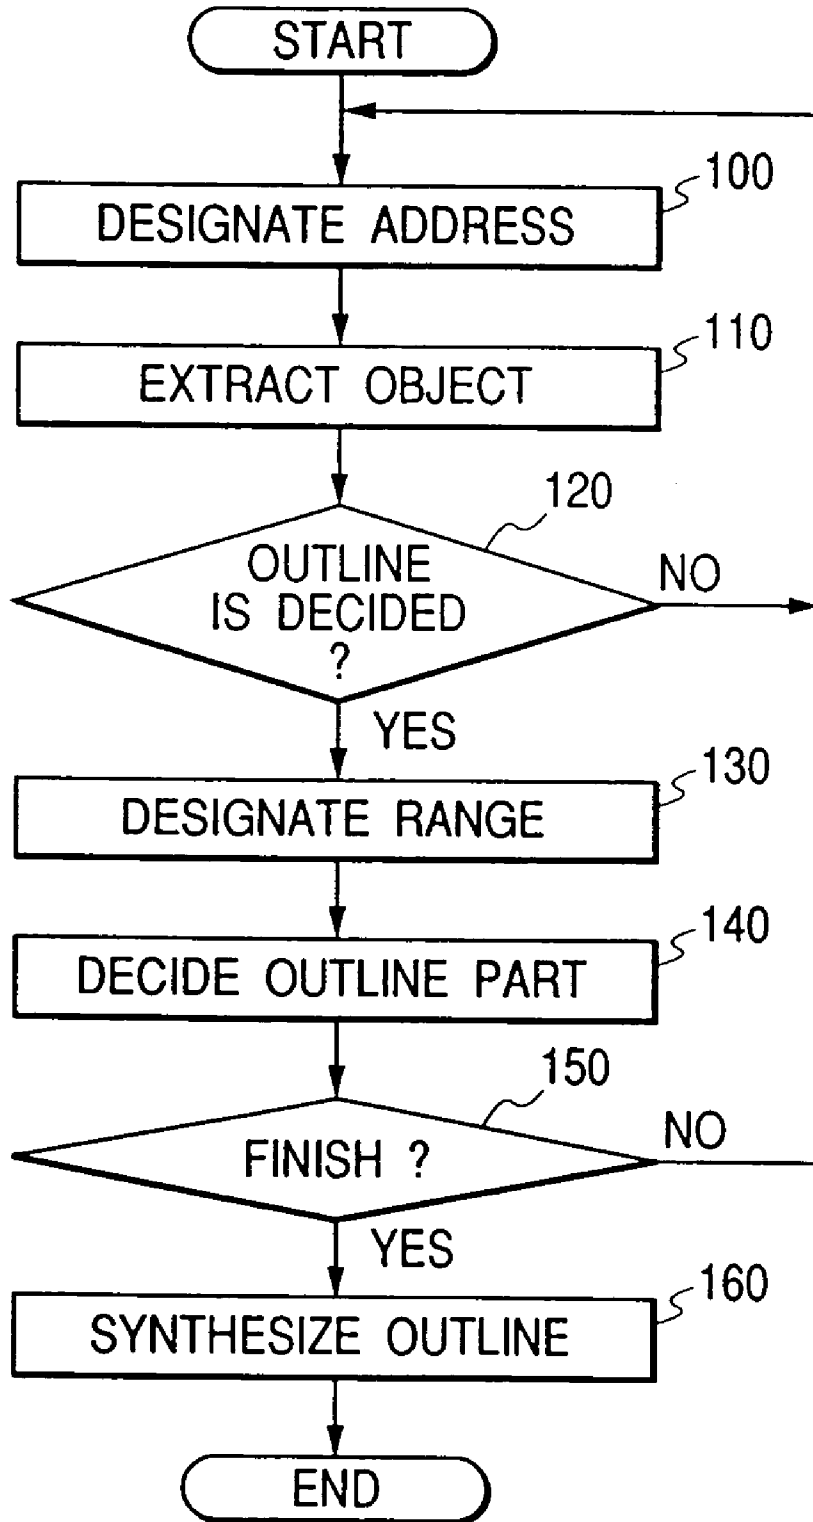 START
100
DESIGNATE ADDRESS
110
EXTRACT OBJECT
120
OUTLINE
IS DECIDED
?
NO
YES
130
DESIGNATE RANGE
140
DECIDE OUTLINE PART
150
FINISH ?
NO
YES
160
SYNTHESIZE OUTLINE
END